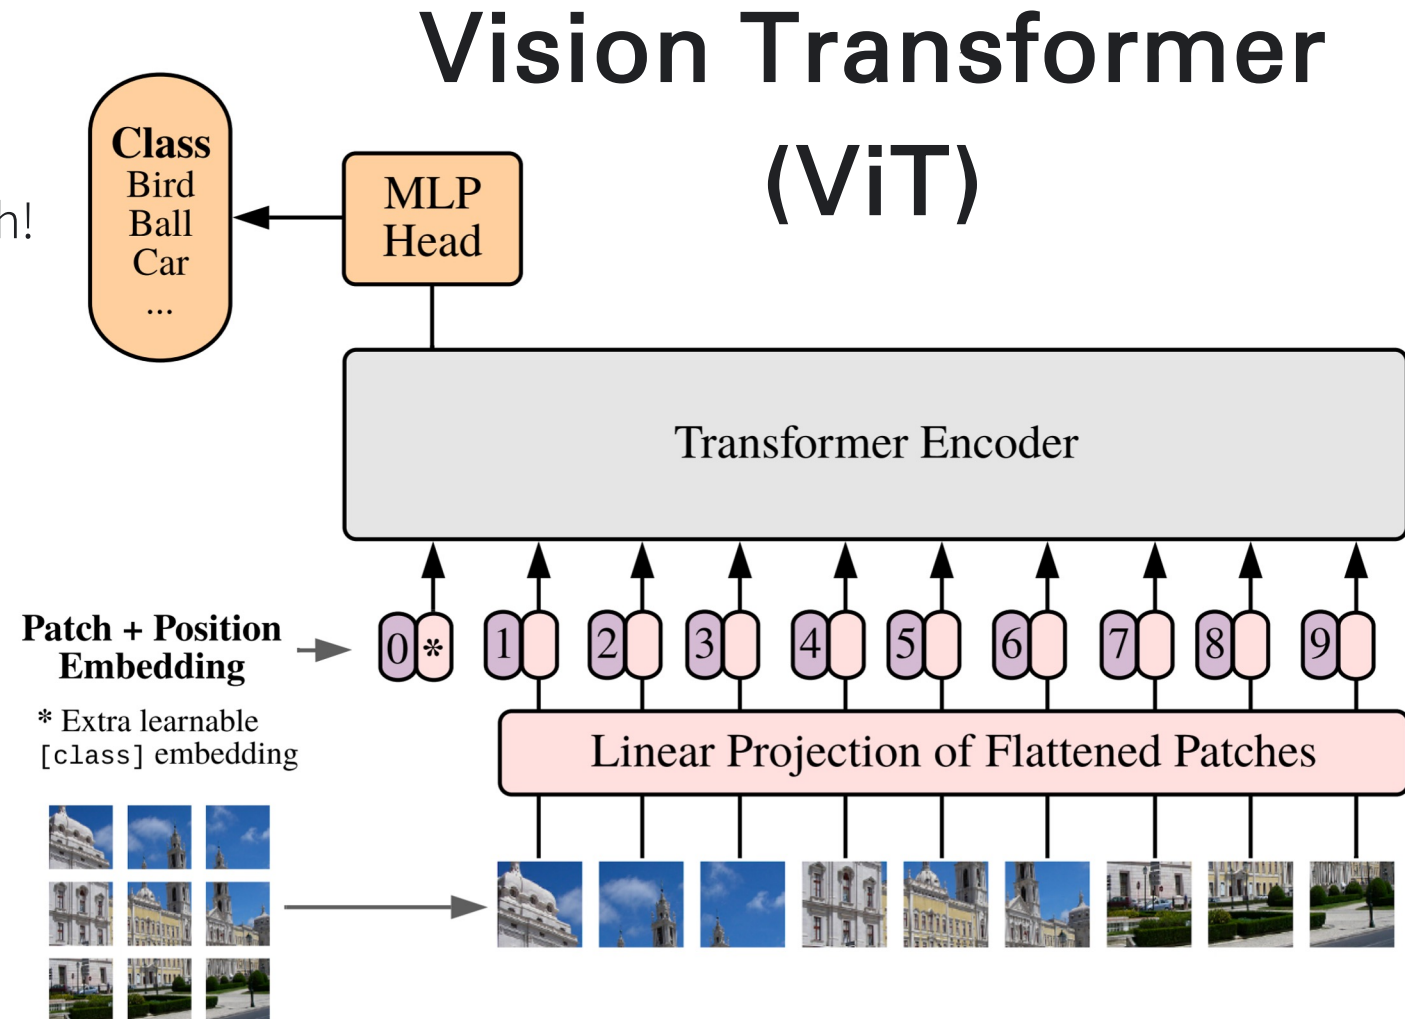 Vision Transformer
(ViT)
h!
Class
Bird
Ball
Car
...
MLP
Head
Transformer Encoder
Patch + Position
Embedding
0 * 1 2 3 4 5 6 7 8 9
* Extra learnable
[class] embedding
Linear Projection of Flattened Patches